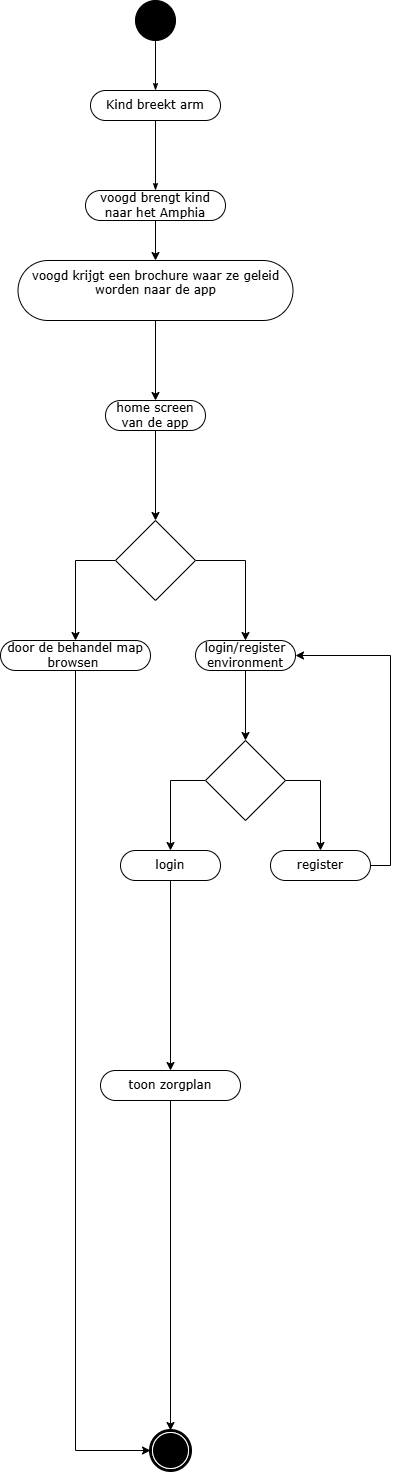 Kind breekt arm
voogd brengt kind
naar het Amphia
voogd krijgt een brochure waar ze geleid
worden naar de app
home screen
van de app
door de behandel map
browsen
login/register
environment
login
register
toon zorgplan